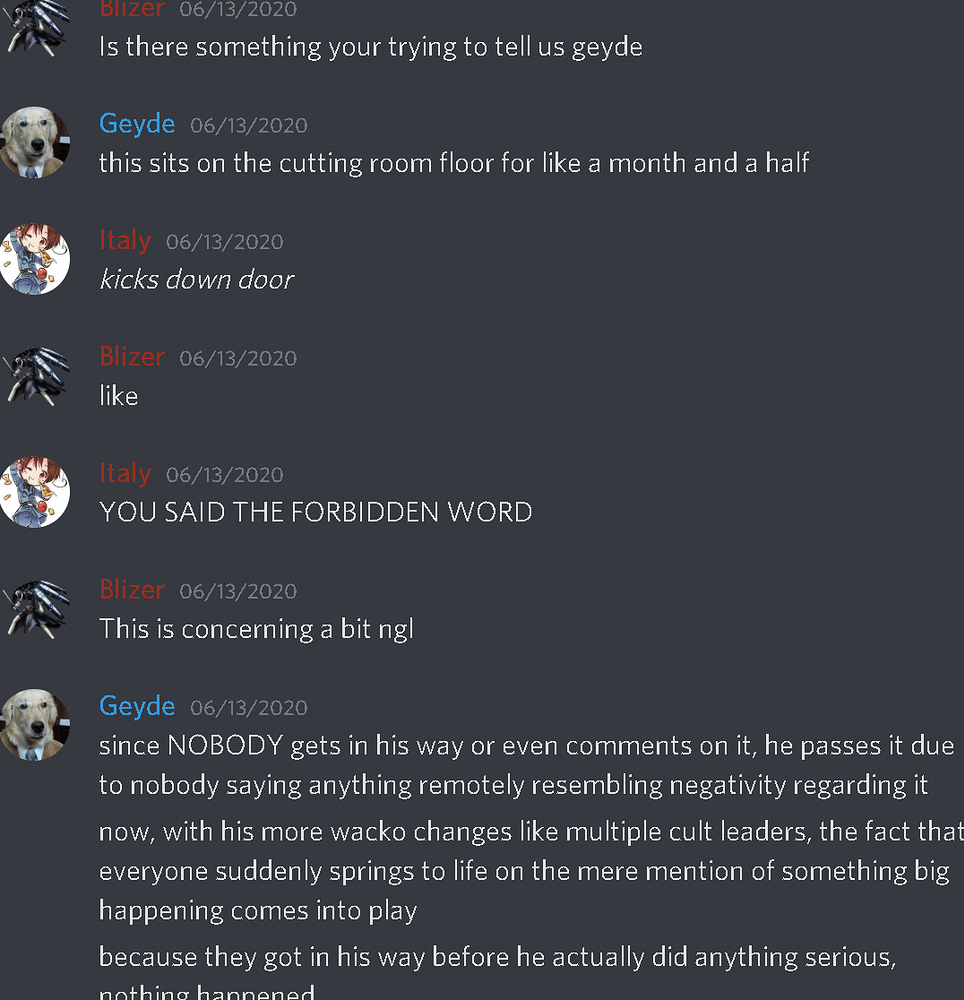 Blizer 06/13/2020
Is there something your trying to tell us geyde
Geyde 06/13/2020
this sits on the cutting room floor for like a month and a half
Italy 06/13/2020
kicks down door
Blizer 06/13/2020
like
Italy 06/13/2020
YOU SAID THE FORBIDDEN WORD
Blizer 06/13/2020
This is concerning a bit ngl
Geyde 06/13/2020
since NOBODY gets in his way or even comments on it, he passes it due
to nobody saying anything remotely resembling negativity regarding it
now, with his more wacko changes like multiple cult leaders, the fact that
everyone suddenly springs to life on the mere mention of something big
happening comes into play
because they got in his way before he actually did anything serious,
nothing happened